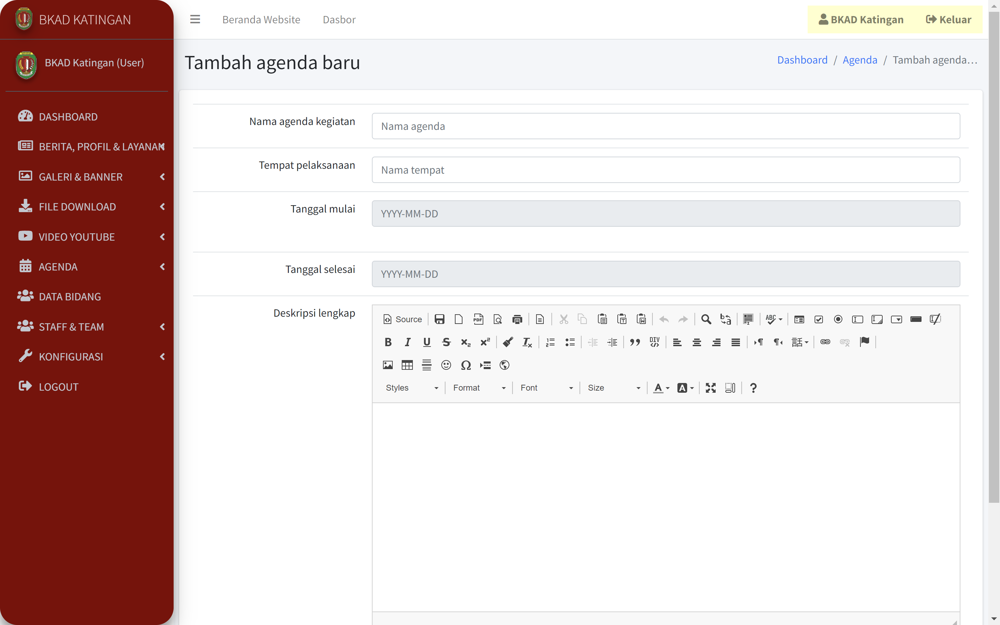 BKAD KATINGAN
Beranda Website
Dasbor
BKAD Katingan
Keluar
BKAD Katingan (User)
Tambah agenda baru
Dashboard / Agenda / Tambah agenda...
DASHBOARD
BERITA, PROFIL & LAYANAN
GALERI & BANNER
FILE DOWNLOAD
VIDEO YOUTUBE
AGENDA
DATA BIDANG
STAFF & TEAM
KONFIGURASI
LOGOUT
Nama agenda kegiatan
Nama agenda
Tempat pelaksanaan
Nama tempat
Tanggal mulai
YYYY-MM-DD
Tanggal selesai
YYYY-MM-DD
Deskripsi lengkap
Source
Styles
Format
Font
Size